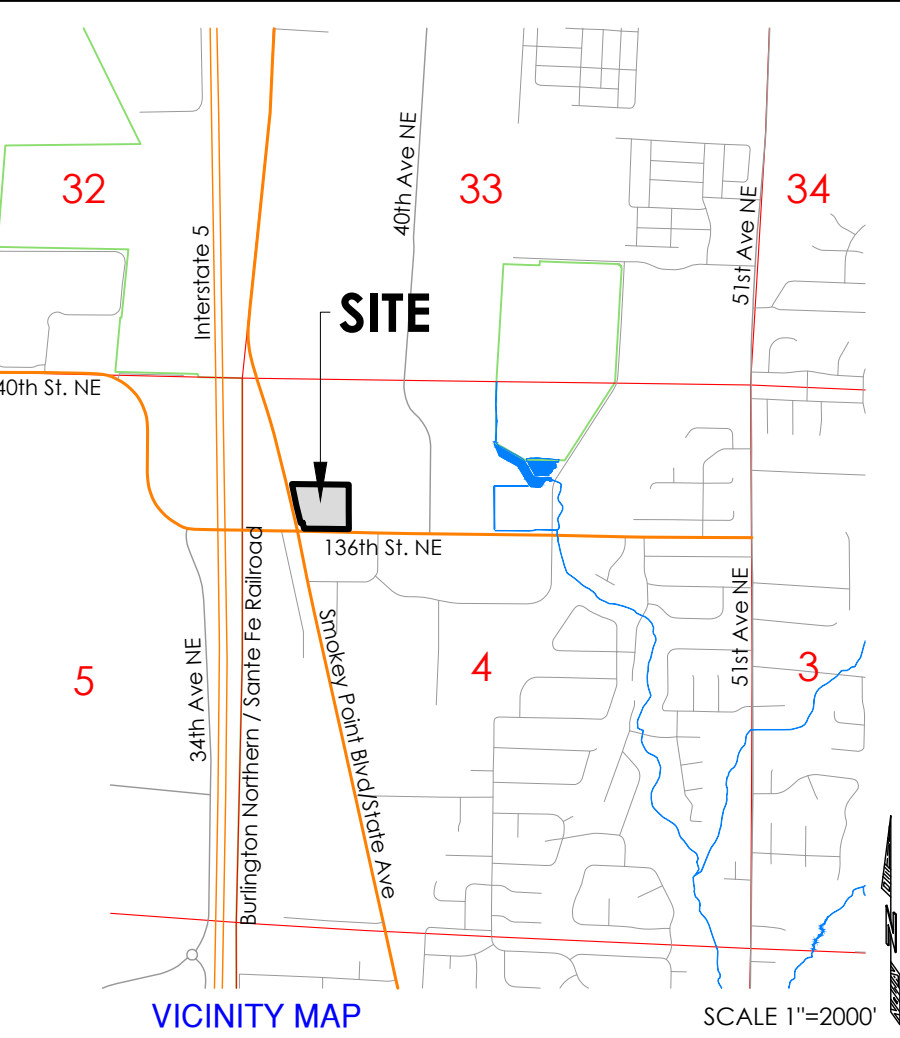 40th Ave NE
32
33
34
51st Ave NE
Interstate 5
SITE
40th St. NE
136th St. NE
Burlington Northern / Sante Fe Railroad
34th Ave NE
Smokey Point Blvd/State Ave
51st Ave NE
5
4
3
N
VICINITY MAP
SCALE 1"=2000'